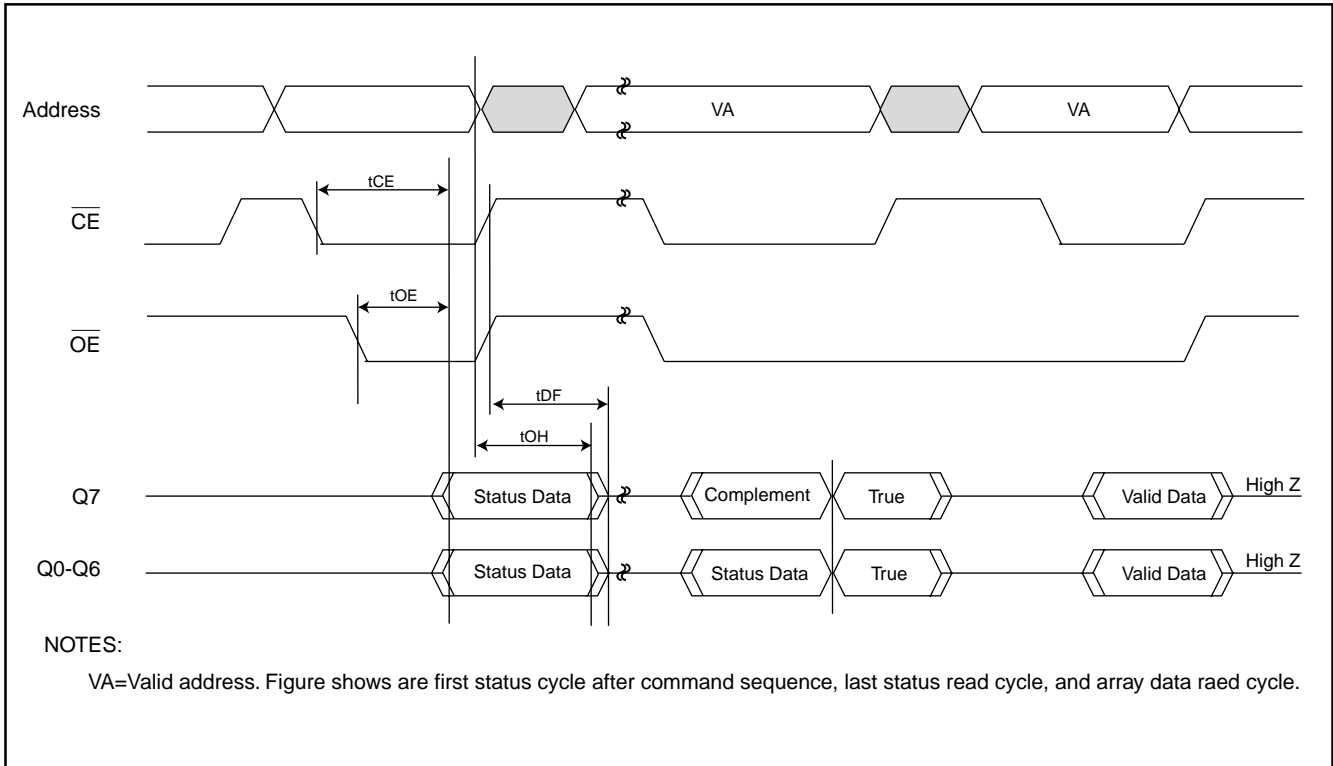 Address
VA
VA
tCE
CE
tOE
OE
tDF
tOH
Q7
Status Data
Complement
True
Valid Data
High Z
Q0-Q6
Status Data
Status Data
True
Valid Data
High Z
NOTES:
VA=Valid address. Figure shows are first status cycle after command sequence, last status read cycle, and array data raed cycle.